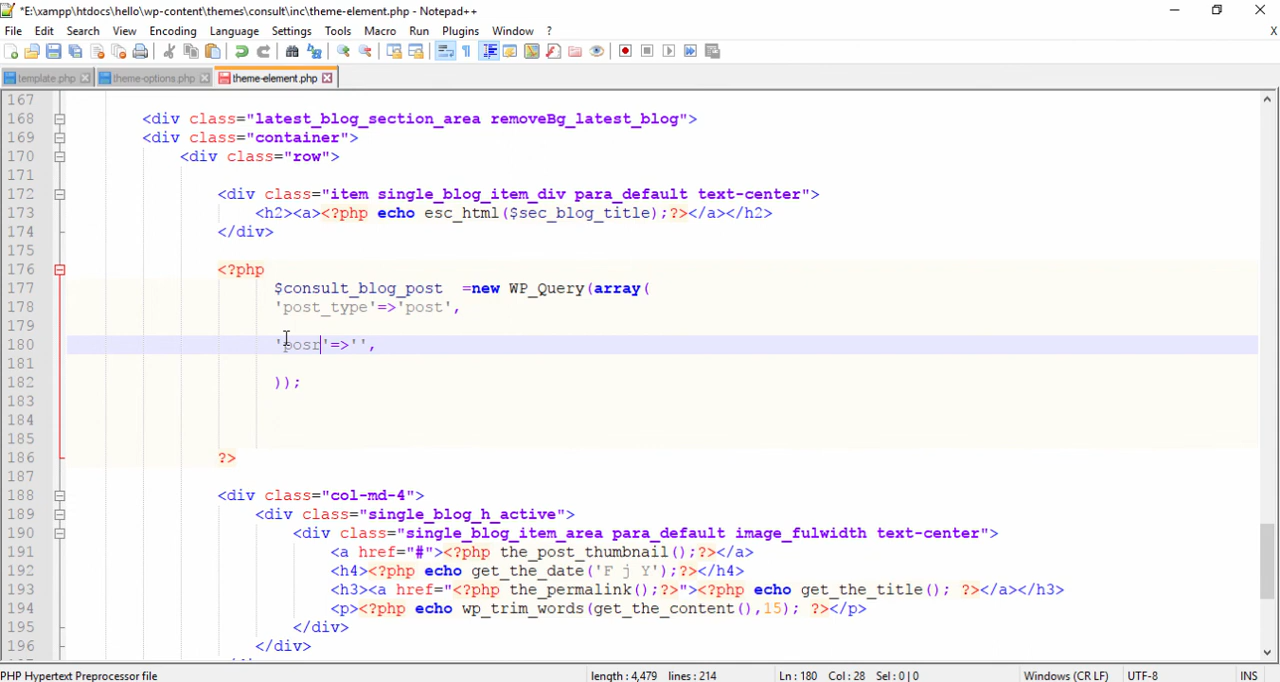 *E:\xampp\htdocs\hello\wp-content\themes\consult\inc\theme-element.php - Notepad++
File Edit Search View Encoding Language Settings Tools Macro Run Plugins Window ? X
template.php theme-options.php theme-element.php
167
168 <div class="latest_blog_section_area removeBg_latest_blog">
169 <div class="container">
170 <div class="row">
171
172 <div class="item single_blog_item_div para_default text-center">
173 <h2><a><?php echo esc_html($sec_blog_title);?></a></h2>
174 </div>
175
176 <?php
177 $consult_blog_post =new WP_Query(array(
178 'post_type'=>'post',
179
180 'posr'=>'',
181
182 ));
183
184
185
186 ?>
187
188 <div class="col-md-4">
189 <div class="single_blog_h_active">
190 <div class="single_blog_item_area para_default image_fulwidth text-center">
191 <a href="#"><?php the_post_thumbnail();?></a>
192 <h4><?php echo get_the_date('F j Y');?></h4>
193 <h3><a href="<?php the_permalink();?>"><?php echo get_the_title(); ?></a></h3>
194 <p><?php echo wp_trim_words(get_the_content(),15); ?></p>
195 </div>
196 </div>
PHP Hypertext Preprocessor file length : 4,479 lines : 214 Ln : 180 Col : 28 Sel : 0 | 0 Windows (CR LF) UTF-8 INS